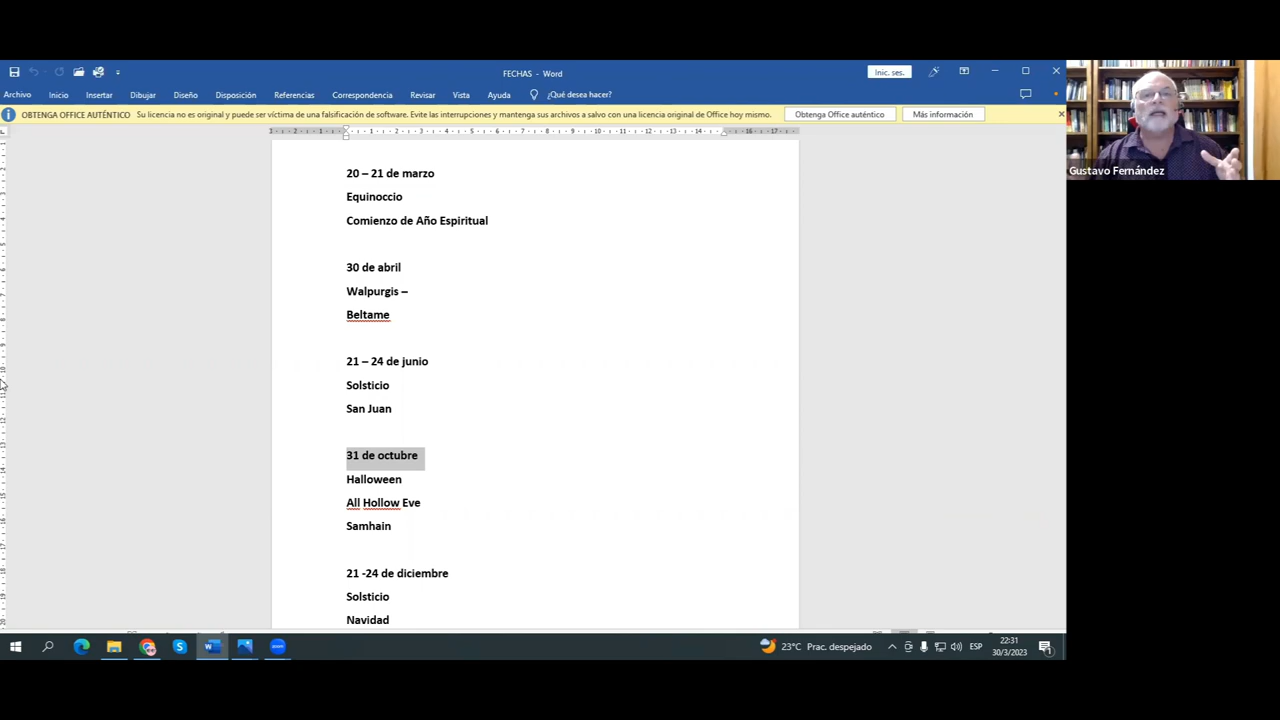 FECHAS - Word
Inic. ses.
Archivo Inicio Insertar Dibujar Diseño Disposición Referencias Correspondencia Revisar Vista Ayuda ¿Qué desea hacer?
OBTENGA OFFICE AUTÉNTICO Su licencia no es original y puede ser víctima de una falsificación de software. Evite las interrupciones y mantenga sus archivos a salvo con una licencia original de Office hoy mismo. Obtenga Office auténtico Más información
Gustavo Fernández
20 – 21 de marzo
Equinoccio
Comienzo de Año Espiritual
30 de abril
Walpurgis –
Beltame
21 – 24 de junio
Solsticio
San Juan
31 de octubre
Halloween
All Hollow Eve
Samhain
21 -24 de diciembre
Solsticio
Navidad
23°C Prac. despejado
ESP
22:31
30/3/2023